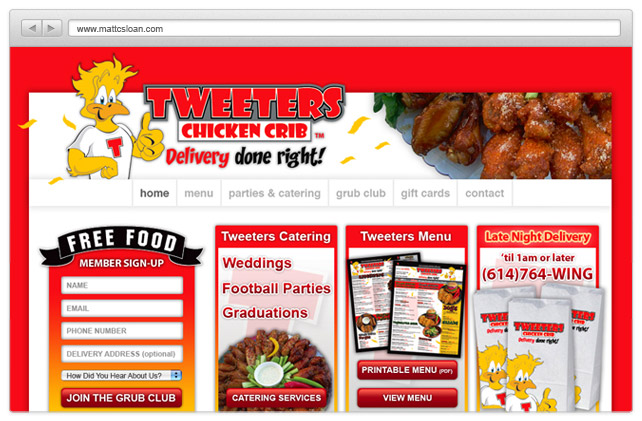 www.mattcsloan.com
TWEETERS
CHICKEN CRIB™
Delivery done right!
T
home menu parties & catering grub club gift cards contact
FREE FOOD
MEMBER SIGN-UP
NAME
EMAIL
PHONE NUMBER
DELIVERY ADDRESS (optional)
How Did You Hear About Us?
JOIN THE GRUB CLUB
Tweeters Catering
Weddings
Football Parties
Graduations
CATERING SERVICES
Tweeters Menu
PRINTABLE MENU (PDF)
VIEW MENU
Late Night Delivery
'til 1am or later
(614)764-WING
TWEETERS
CHICKEN CRIB
Delivery done right!